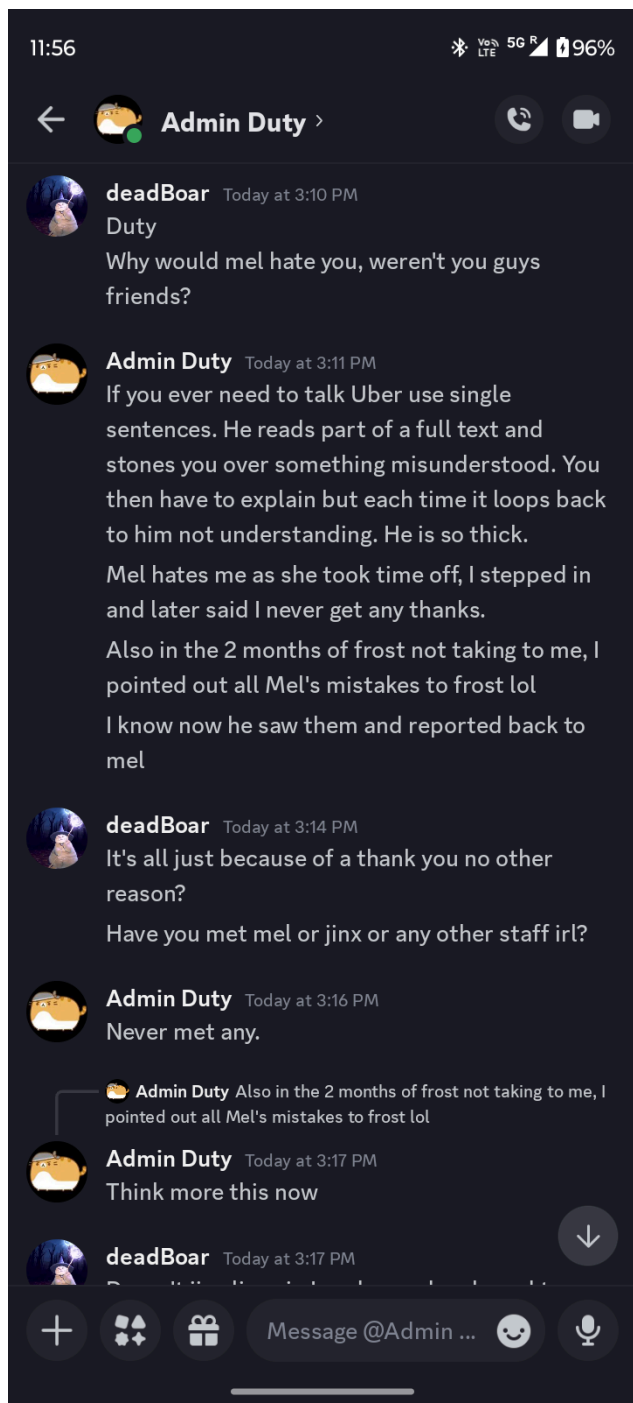 11:56
Vo LTE 5G R 96%
Admin Duty
deadBoar Today at 3:10 PM
Duty
Why would mel hate you, weren't you guys
friends?
Admin Duty Today at 3:11 PM
If you ever need to talk Uber use single
sentences. He reads part of a full text and
stones you over something misunderstood. You
then have to explain but each time it loops back
to him not understanding. He is so thick.
Mel hates me as she took time off, I stepped in
and later said I never get any thanks.
Also in the 2 months of frost not taking to me, I
pointed out all Mel's mistakes to frost lol
I know now he saw them and reported back to
mel
deadBoar Today at 3:14 PM
It's all just because of a thank you no other
reason?
Have you met mel or jinx or any other staff irl?
Admin Duty Today at 3:16 PM
Never met any.
Admin Duty Also in the 2 months of frost not taking to me, I
pointed out all Mel's mistakes to frost lol
Admin Duty Today at 3:17 PM
Think more this now
deadBoar Today at 3:17 PM
Message @Admin ...